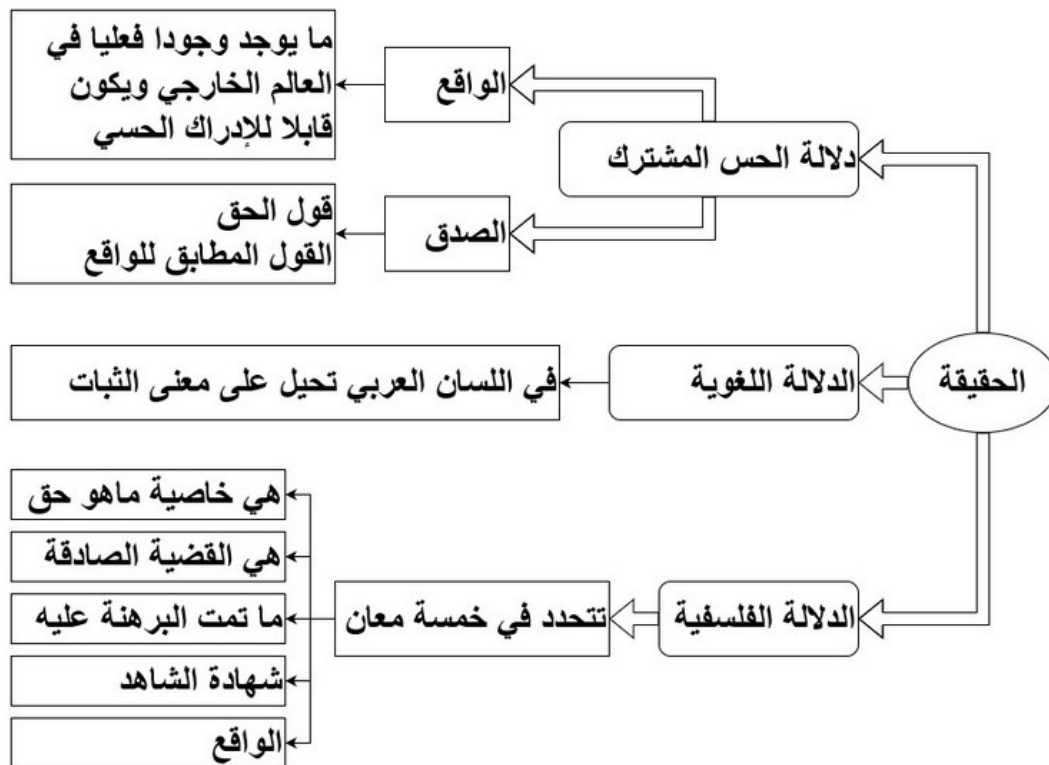 الحقيقة
دلالة الحس المشترك
الواقع
ما يوجد وجودا فعليا في
العالم الخارجي ويكون
قابلا للإدراك الحسي
الصدق
قول الحق
القول المطابق للواقع
الدلالة اللغوية
في اللسان العربي تحيل على معنى الثبات
الدلالة الفلسفية
تتحدد في خمسة معان
هي خاصية ماهو حق
هي القضية الصادقة
ما تمت البرهنة عليه
شهادة الشاهد
الواقع